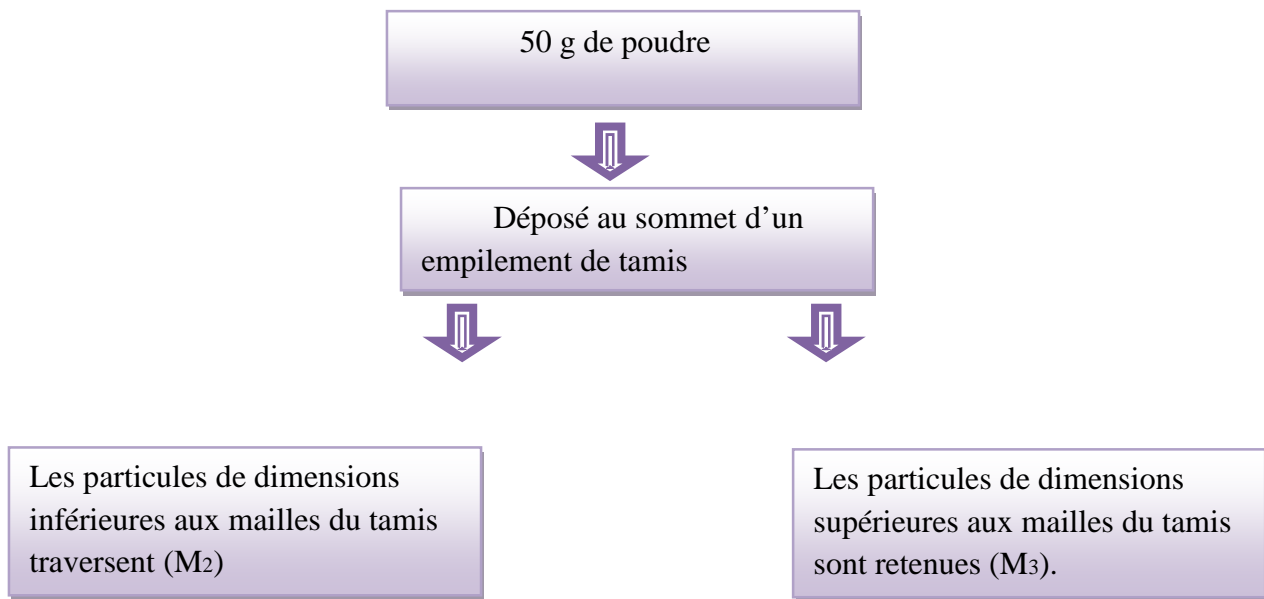 50 g de poudre
Déposé au sommet d’un
empilement de tamis
Les particules de dimensions
inférieures aux mailles du tamis
traversent (M2)
Les particules de dimensions
supérieures aux mailles du tamis
sont retenues (M3).